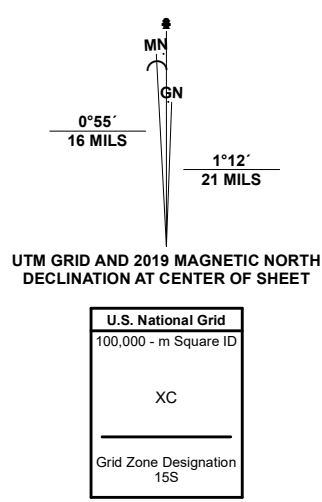 MN
GN
0°55´
16 MILS
1°12´
21 MILS
UTM GRID AND 2019 MAGNETIC NORTH
DECLINATION AT CENTER OF SHEET
U.S. National Grid
100,000 - m Square ID
XC
Grid Zone Designation
15S